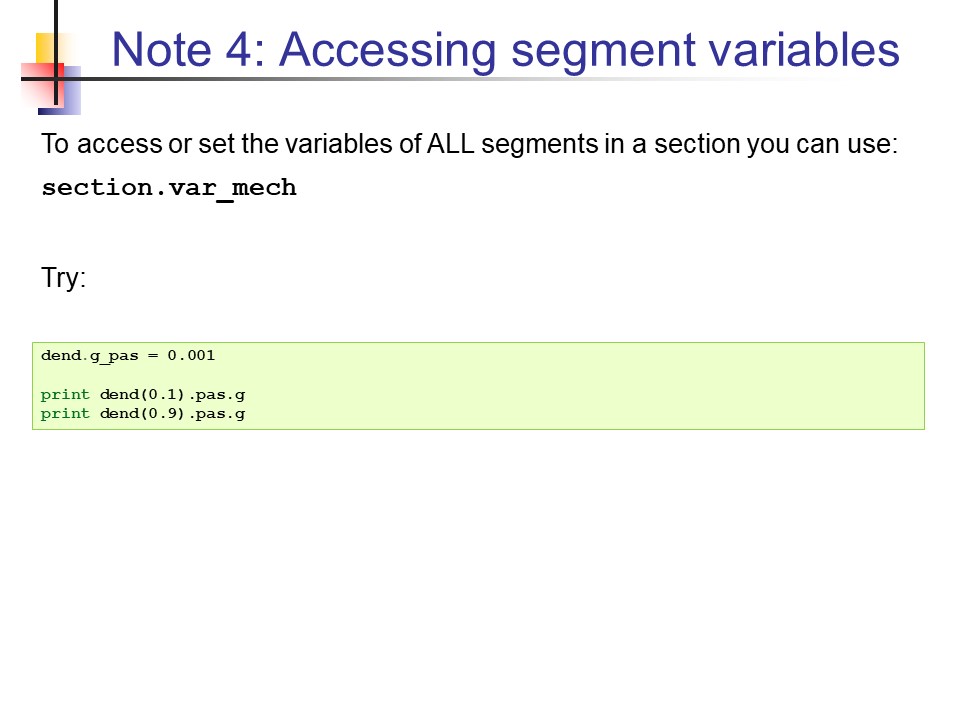 Note 4: Accessing segment variables
To access or set the variables of ALL segments in a section you can use:
section.var_mech
Try:
dend.g_pas = 0.001
print dend(0.1).pas.g
print dend(0.9).pas.g